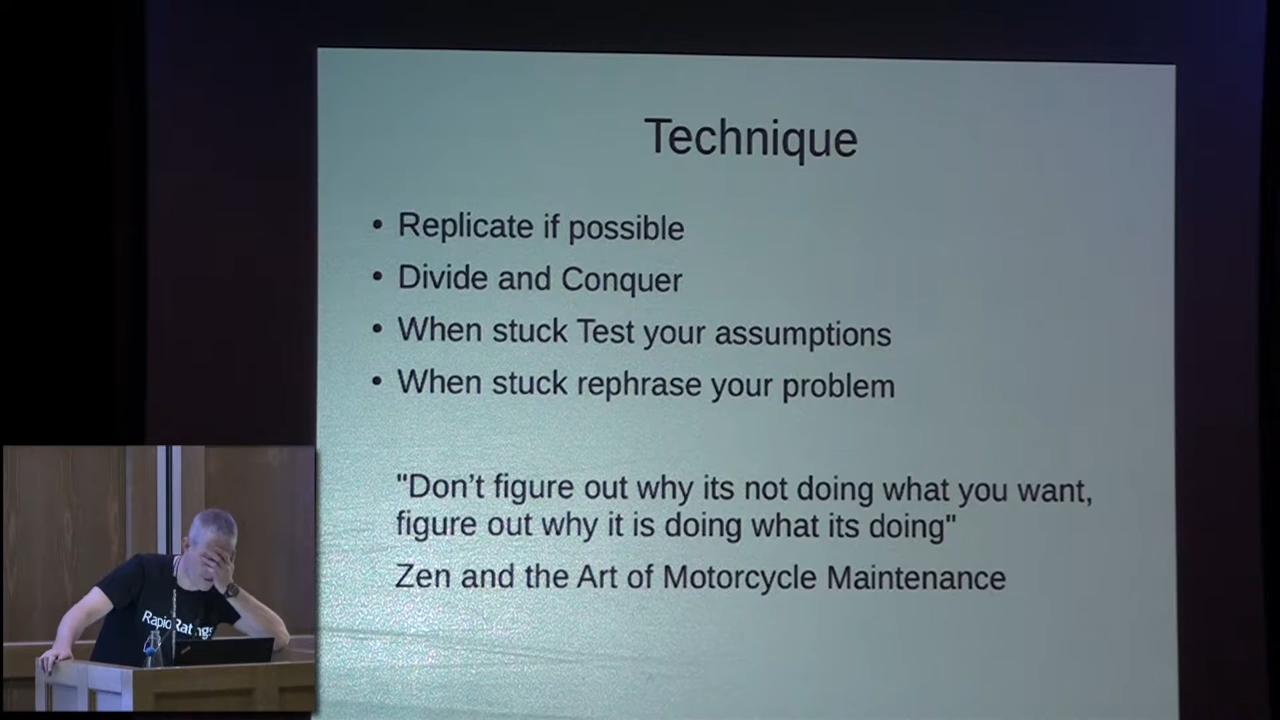 Technique
• Replicate if possible
• Divide and Conquer
• When stuck Test your assumptions
• When stuck rephrase your problem
"Don’t figure out why its not doing what you want,
figure out why it is doing what its doing"
Zen and the Art of Motorcycle Maintenance
RapidRatings